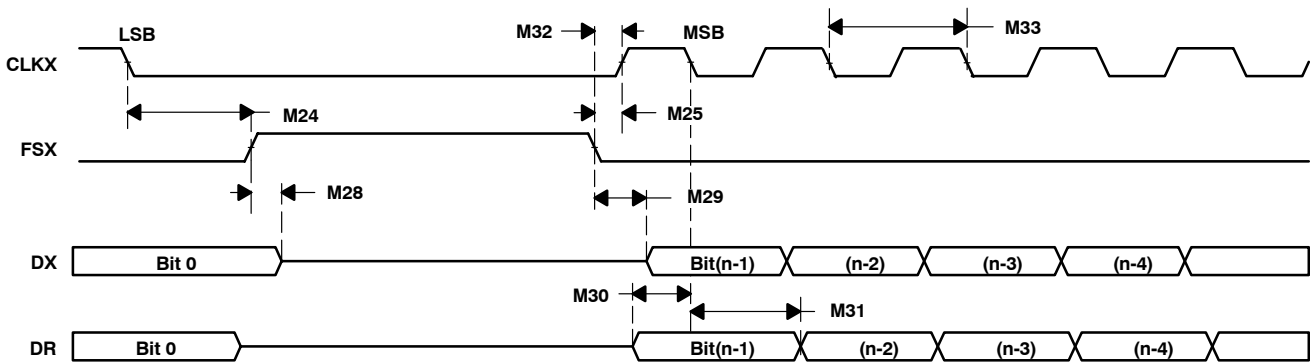 LSB
M32
MSB
M33
CLKX
M24
M25
FSX
M28
M29
DX
Bit 0
Bit(n-1)
(n-2)
(n-3)
(n-4)
M30
M31
DR
Bit 0
Bit(n-1)
(n-2)
(n-3)
(n-4)